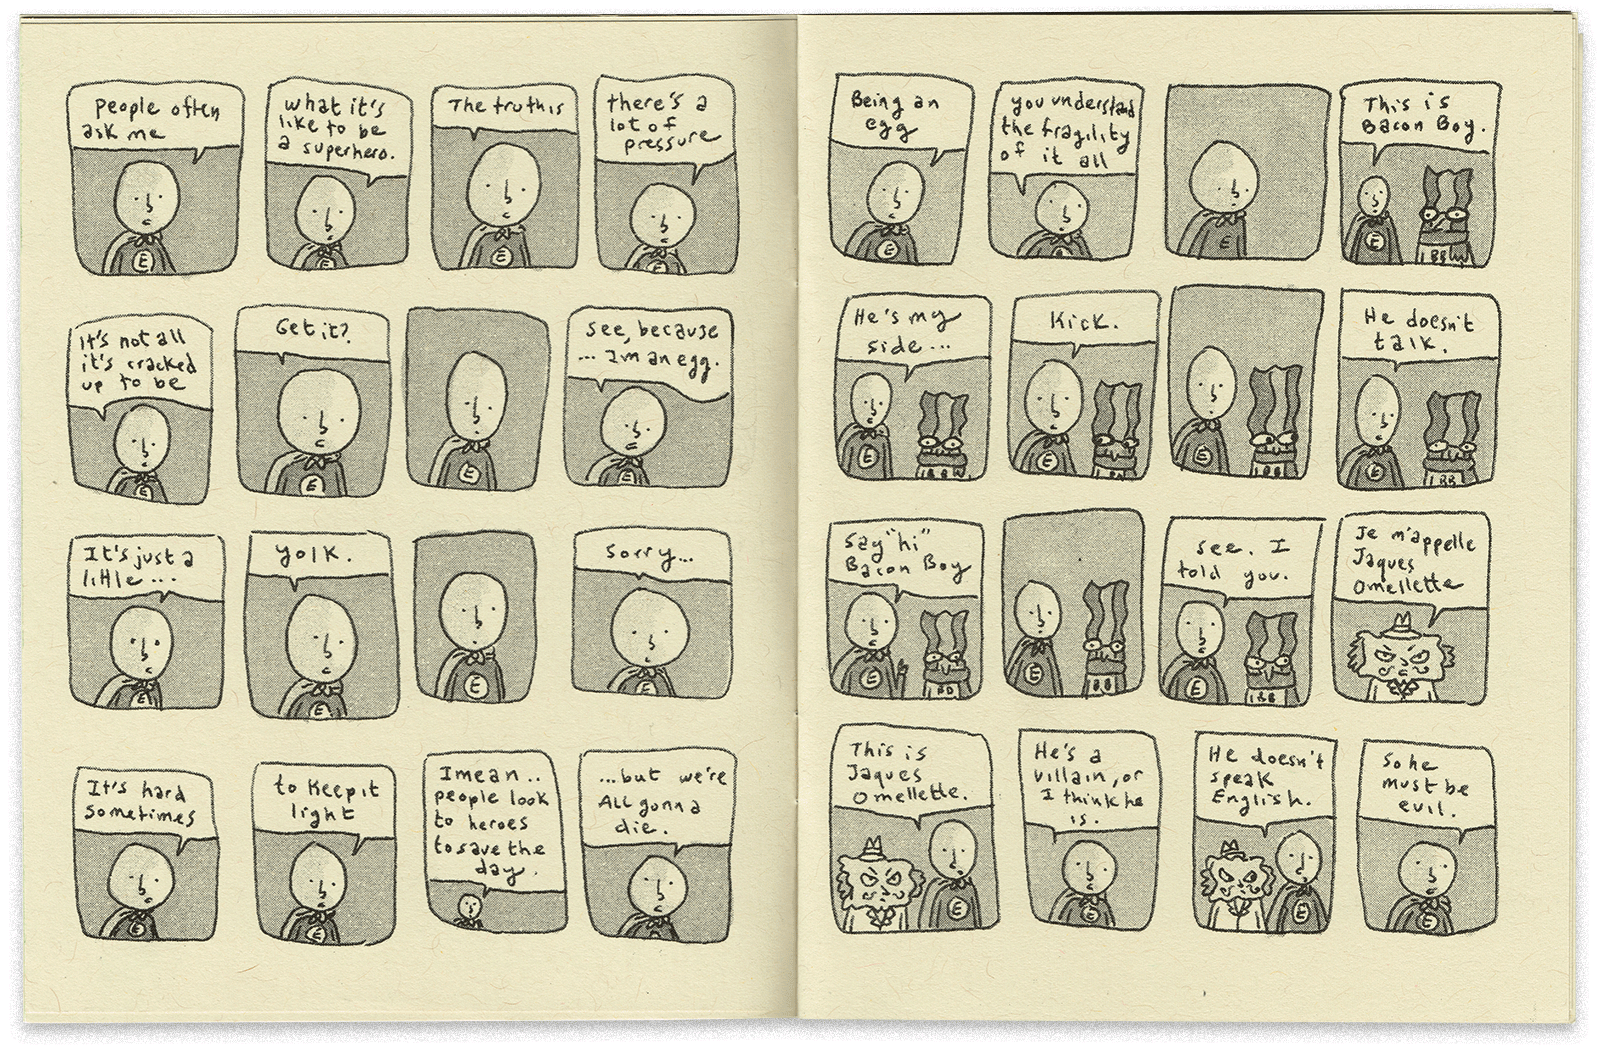 People often
ask me
what it's
like to be
a superhero.
The truth is
there's a
lot of
pressure
It's not all
it's cracked
up to be
Get it?
see, because
... I am an egg.
It's just a
little...
yolk.
Sorry...
It's hard
sometimes
to keep it
light
I mean..
people look
to heroes
to save the
day.
...but we're
All gonna
die.
Being an
egg
you understand
the fragility
of it all
This is
Bacon Boy.
He's my
side...
Kick.
He doesn't
talk.
Say "hi"
Bacon Boy
see. I
told you.
Je m'appelle
Jaques
Omellette
This is
Jaques
Omellette.
He's a
villain, or
I think he
is.
He doesn't
speak
English.
So he
must be
evil.